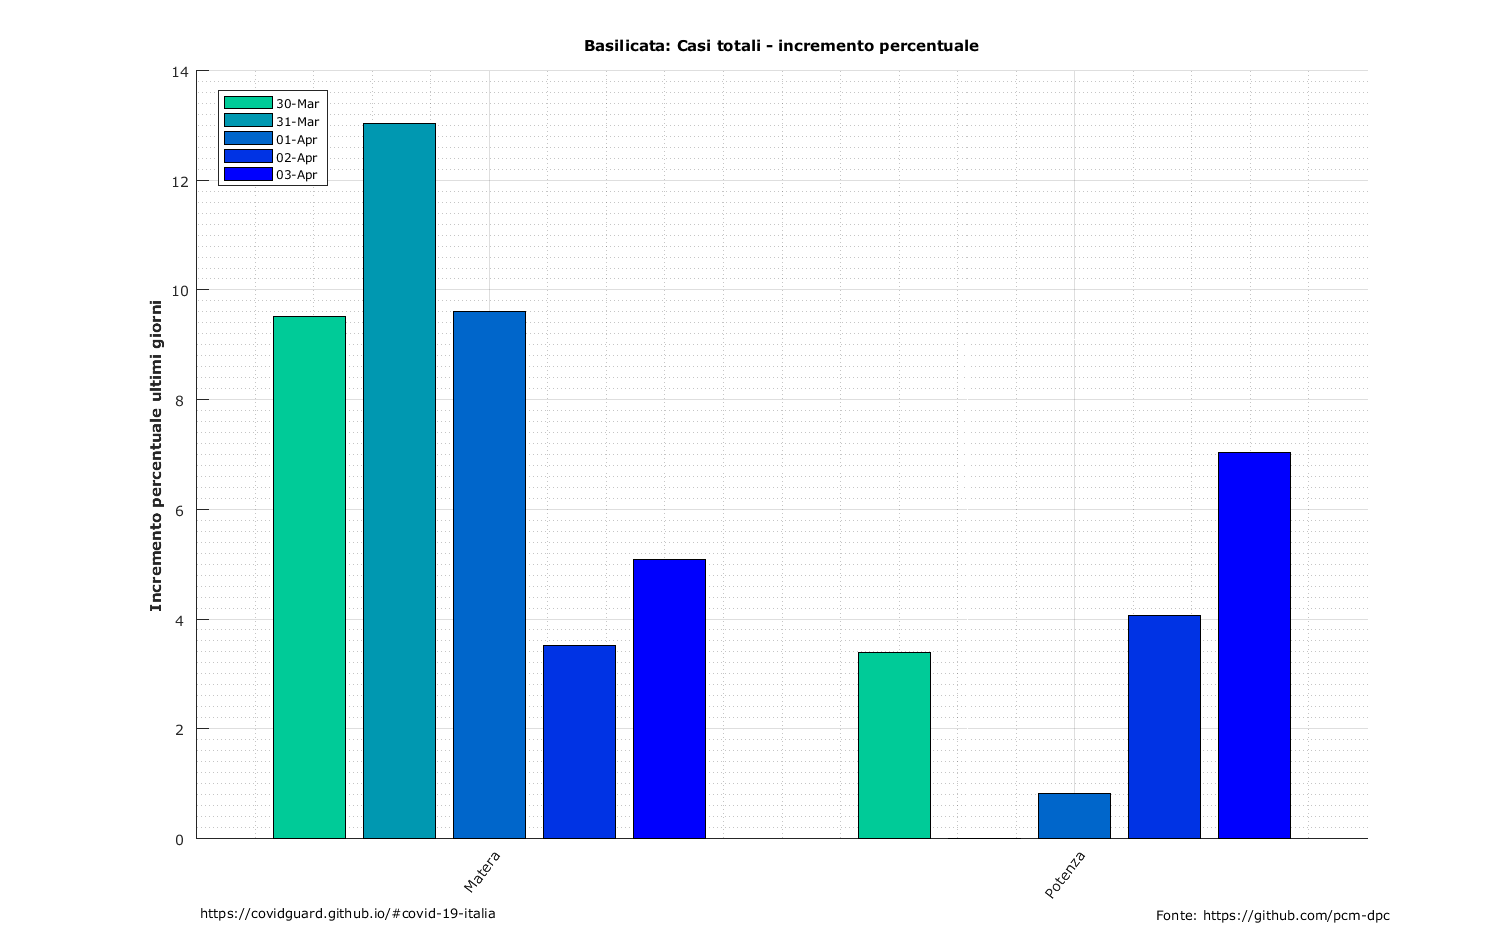 Basilicata: Casi totali - incremento percentuale
14
12
10
8
6
4
2
0
Incremento percentuale ultimi giorni
30-Mar
31-Mar
01-Apr
02-Apr
03-Apr
Matera
Potenza
https://covidguard.github.io/#covid-19-italia
Fonte: https://github.com/pcm-dpc